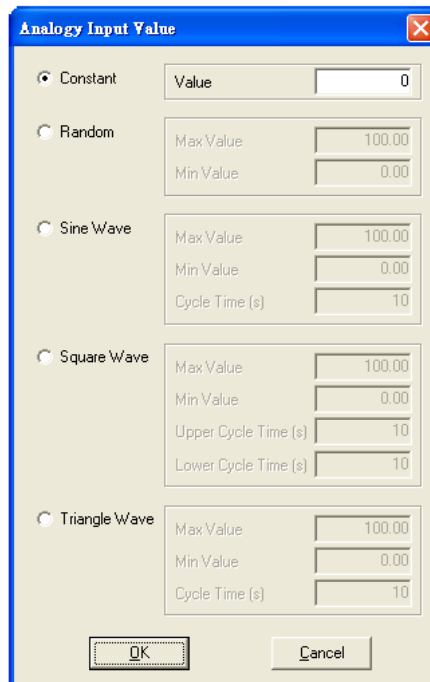 Analogy Input Value
Constant
Value 0
Random
Max Value 100.00
Min Value 0.00
Sine Wave
Max Value 100.00
Min Value 0.00
Cycle Time (s) 10
Square Wave
Max Value 100.00
Min Value 0.00
Upper Cycle Time (s) 10
Lower Cycle Time (s) 10
Triangle Wave
Max Value 100.00
Min Value 0.00
Cycle Time (s) 10
OK Cancel